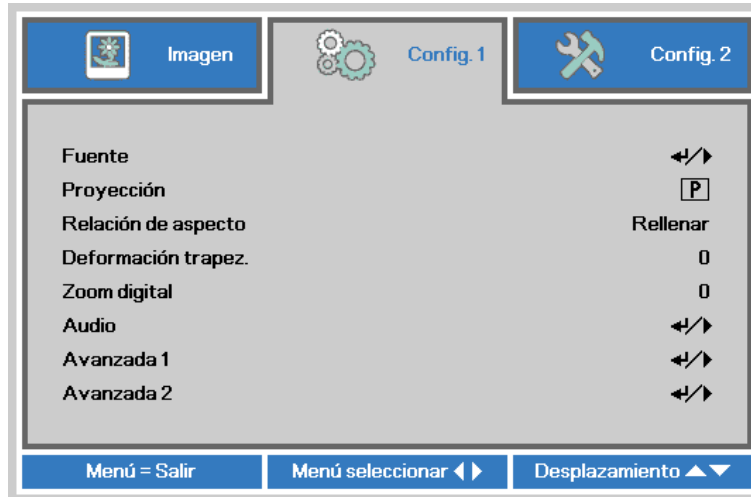 Imagen Config. 1 Config. 2
Fuente ↵/▶
Proyección P
Relación de aspecto Rellenar
Deformación trapez. 0
Zoom digital 0
Audio ↵/▶
Avanzada 1 ↵/▶
Avanzada 2 ↵/▶
Menú = Salir Menú seleccionar ◀▶ Desplazamiento ▲▼